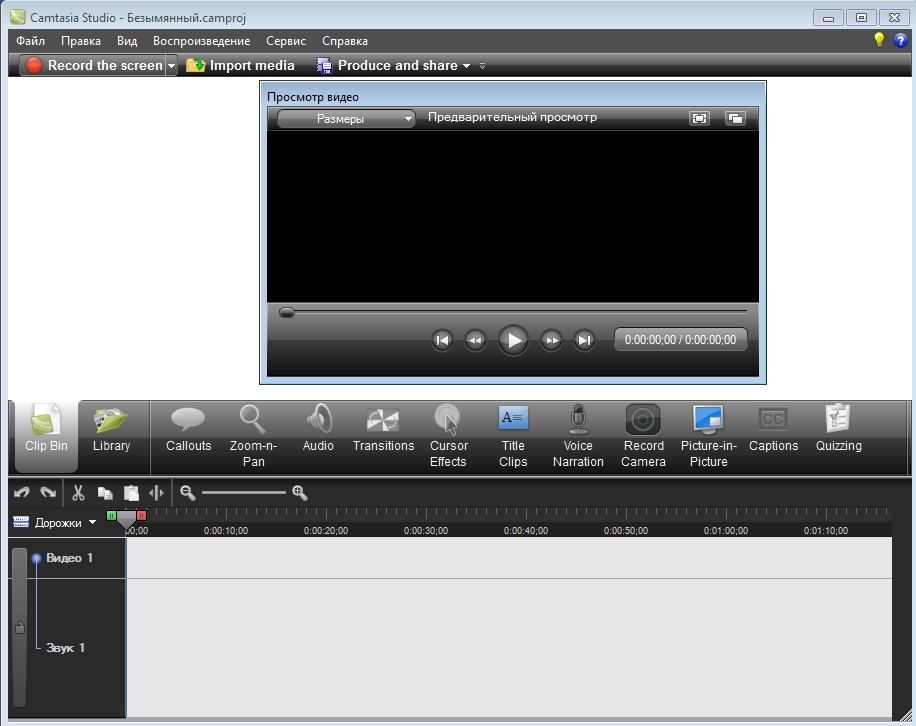 Camtasia Studio - Безымянный.camproj
Файл Правка Вид Воспроизведение Сервис Справка
Record the screen Import media Produce and share
Просмотр видео
Размеры Предварительный просмотр
0:00:00;00 / 0:00:00;00
Clip Bin
Library
Callouts
Zoom-n-
Pan
Audio
Transitions
Cursor
Effects
A=
Title
Clips
Voice
Narration
Record
Camera
Picture-in-
Picture
CC
Captions
Quizzing
Дорожки
00;00 0:00:10;00 0:00:20;00 0:00:30;00 0:00:40;00 0:00:50;00 0:01:00;00 0:01:10;00
Видео 1
Звук 1